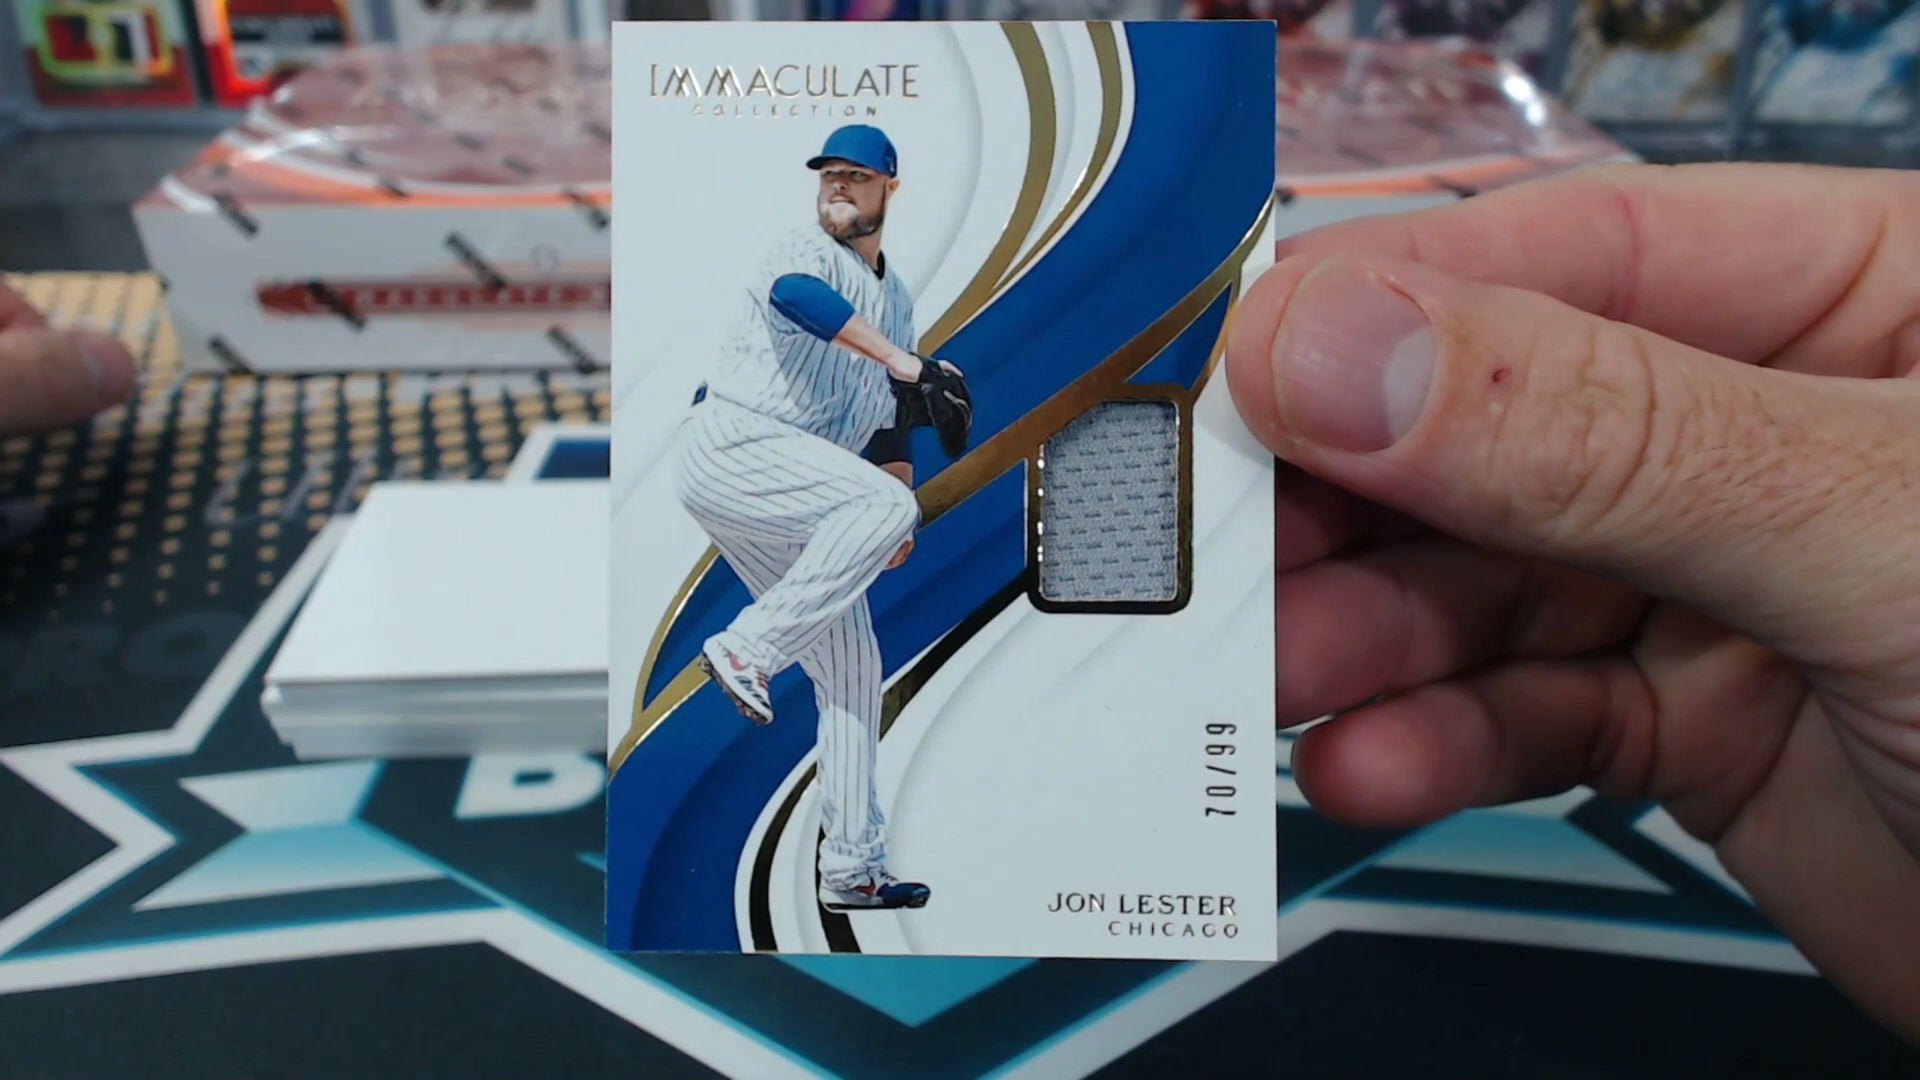 IMMACULATE
COLLECTION
70/99
JON LESTER
CHICAGO